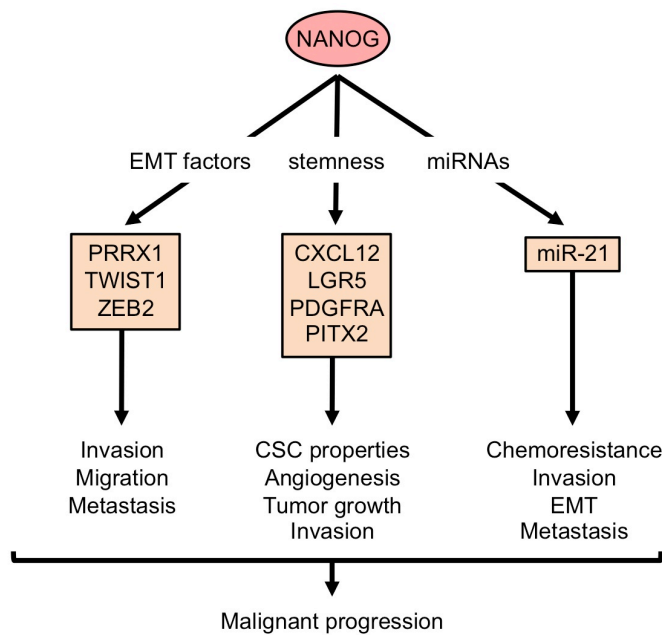 NANOG
EMT factors
stemness
miRNAs
PRRX1
TWIST1
ZEB2
CXCL12
LGR5
PDGFRA
PITX2
miR-21
Invasion
Migration
Metastasis
CSC properties
Angiogenesis
Tumor growth
Invasion
Chemoresistance
Invasion
EMT
Metastasis
Malignant progression